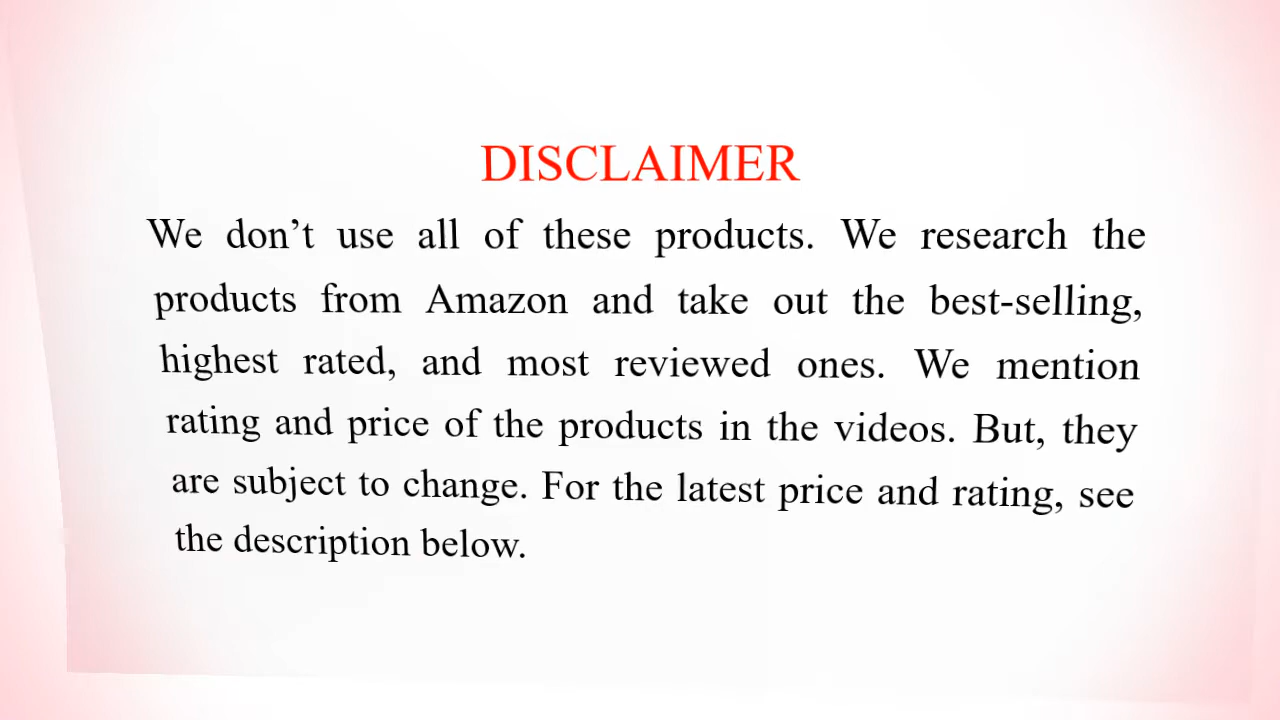 DISCLAIMER
We don’t use all of these products. We research the
products from Amazon and take out the best-selling,
highest rated, and most reviewed ones. We mention
rating and price of the products in the videos. But, they
are subject to change. For the latest price and rating, see
the description below.